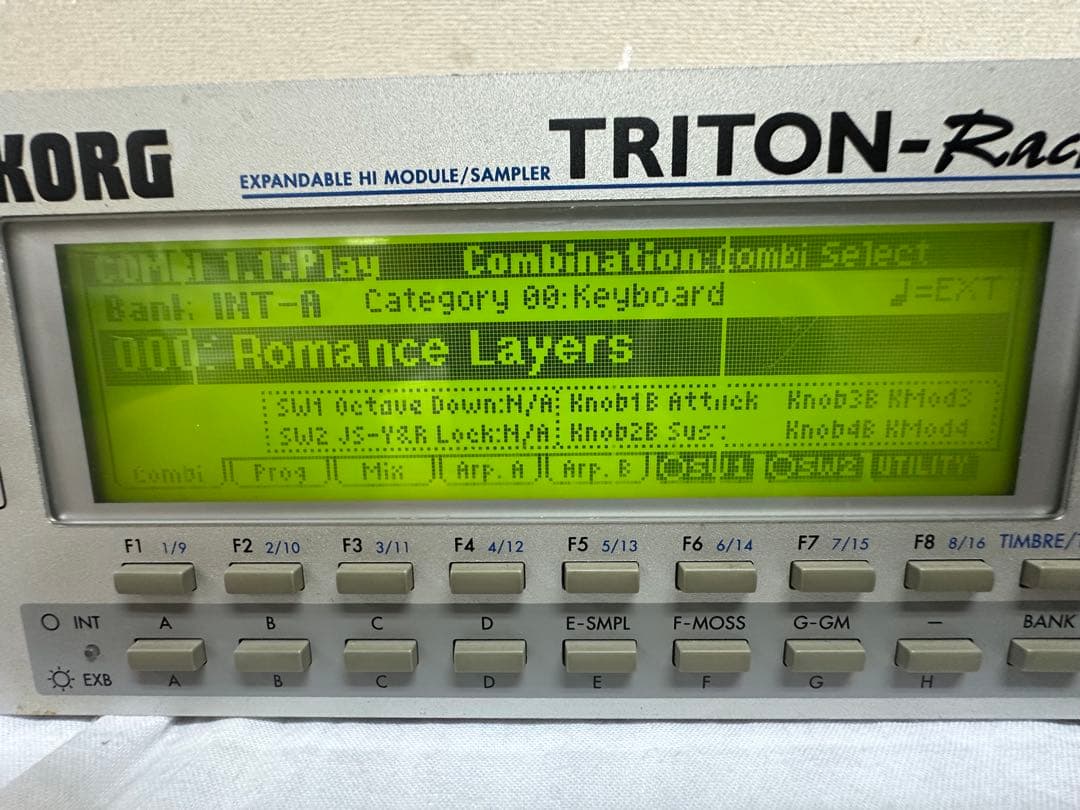 KORG
EXPANDABLE HI MODULE/SAMPLER TRITON-Rac
COMBI 1.1:Play Combination:Combi Select
Bank: INT-A Category 00:Keyboard ♩=EXT
000: Romance Layers
SW1 Octave Down:N/A: Knob1B Attack Knob3B KMod3
SW2 JS-Y&R Lock:N/A: Knob2B Sus: Knob4B KMod4
Combi Prog Mix Arp. A Arp. B SW1 SW2 UTILITY
F1 1/9 F2 2/10 F3 3/11 F4 4/12 F5 5/13 F6 6/14 F7 7/15 F8 8/16 TIMBRE/
INT A B C D E-SMPL F-MOSS G-GM — BANK
EXB A B C D E F G H